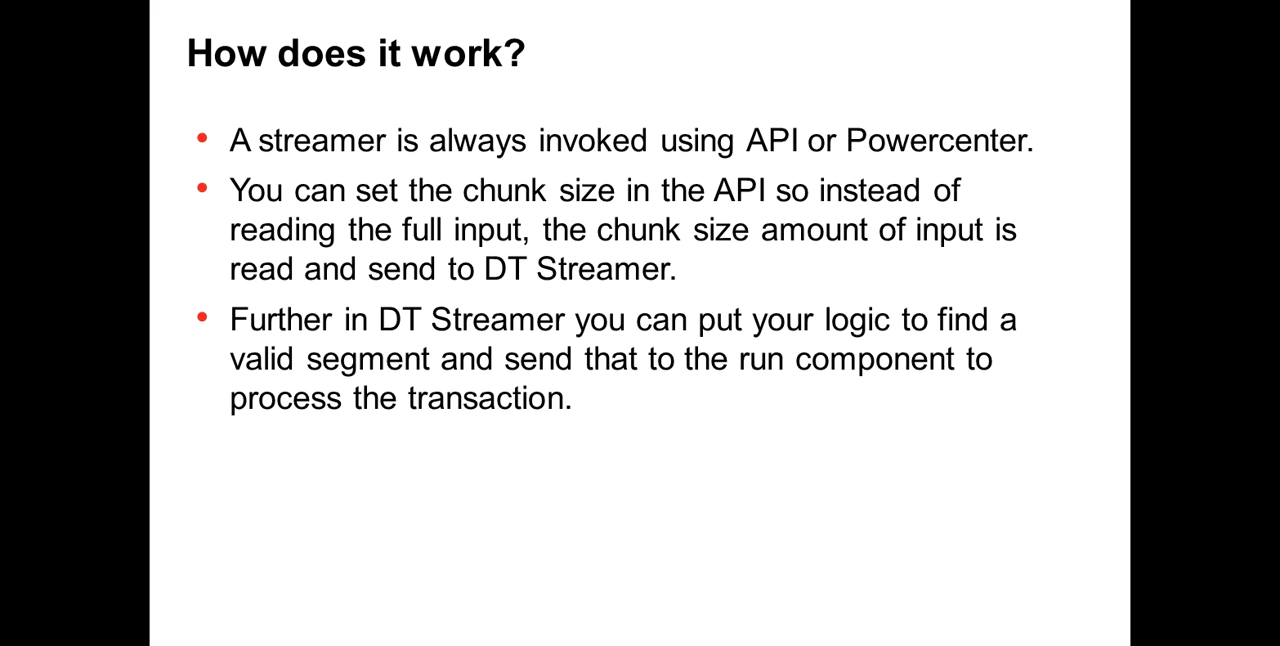 How does it work?
• A streamer is always invoked using API or Powercenter.
• You can set the chunk size in the API so instead of
reading the full input, the chunk size amount of input is
read and send to DT Streamer.
• Further in DT Streamer you can put your logic to find a
valid segment and send that to the run component to
process the transaction.